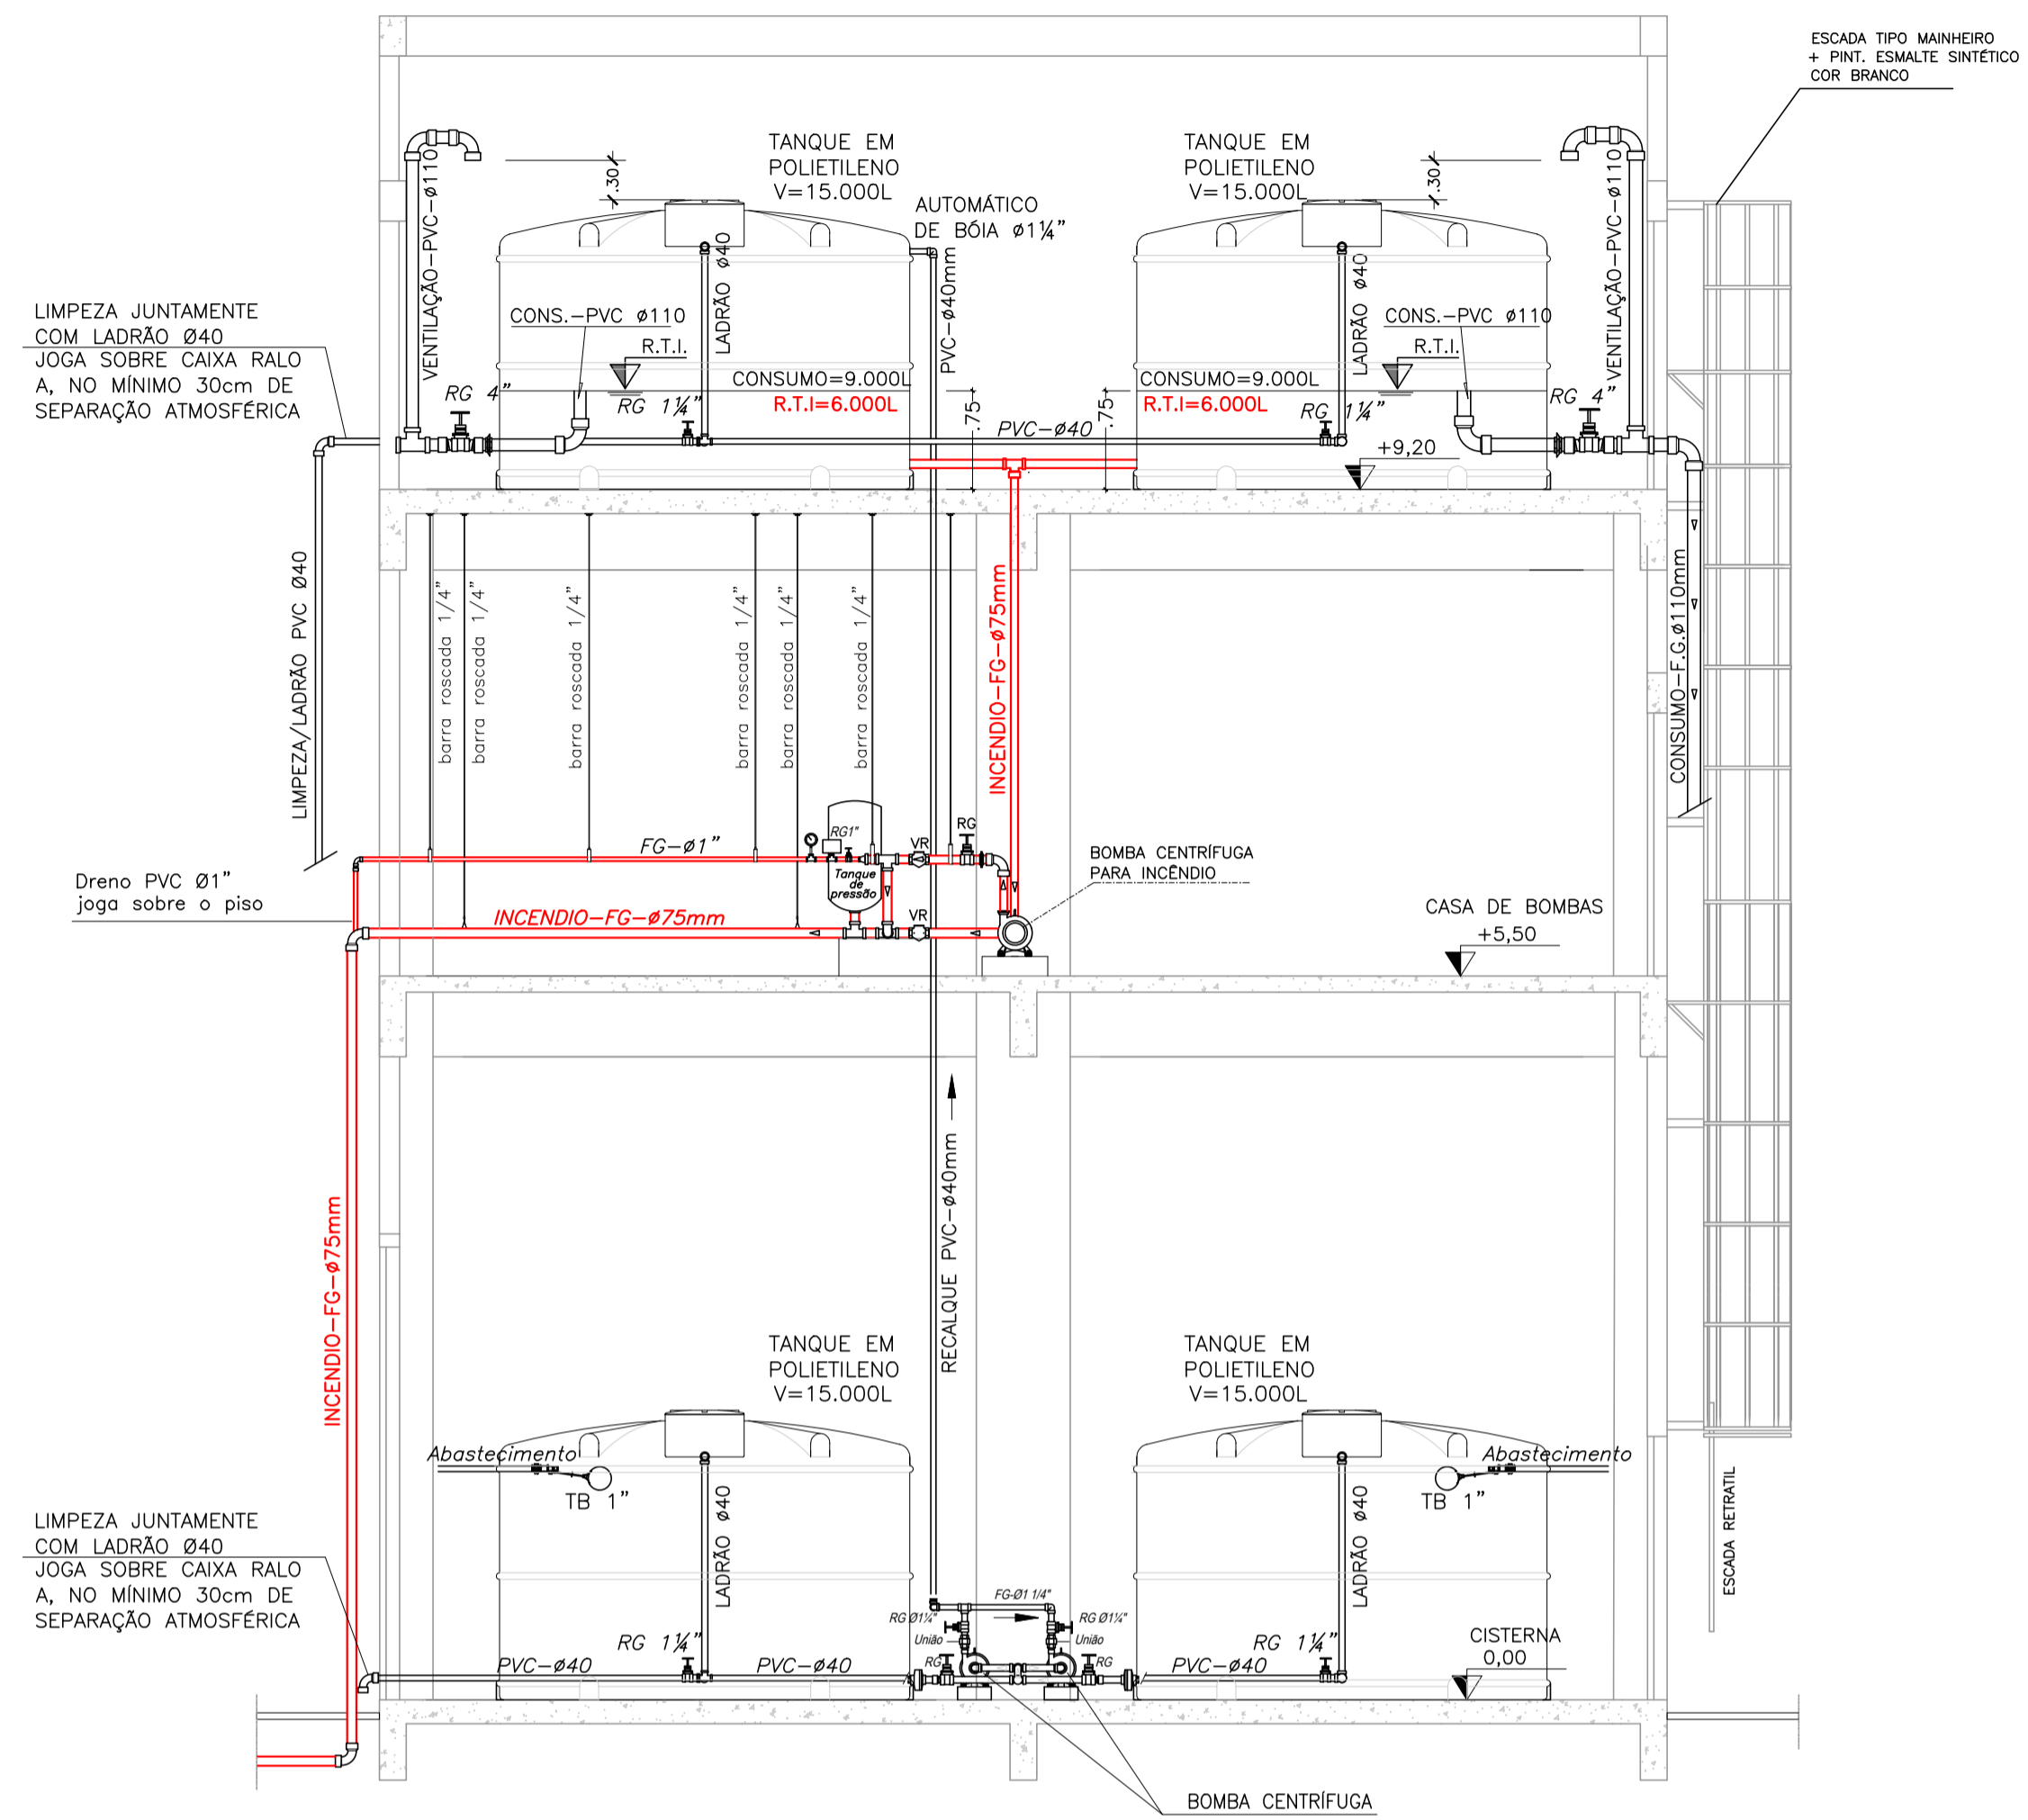 ESCADA TIPO MAINHEIRO
+ PINT. ESMALTE SINTÉTICO
COR BRANCO
TANQUE EM
POLIETILENO
V=15.000L
TANQUE EM
POLIETILENO
V=15.000L
.30
.30
AUTOMÁTICO
DE BÓIA ø1¼"
VENTILAÇÃO-PVC-ø110
LADRÃO ø40
PVC-ø40mm
LADRÃO ø40
VENTILAÇÃO-PVC-ø110
LIMPEZA JUNTAMENTE
COM LADRÃO Ø40
JOGA SOBRE CAIXA RALO
A, NO MÍNIMO 30cm DE
SEPARAÇÃO ATMOSFÉRICA
CONS.-PVC ø110
R.T.I.
CONS.-PVC ø110
R.T.I.
CONSUMO=9.000L
R.T.I=6.000L
CONSUMO=9.000L
R.T.I=6.000L
RG 4"
RG 1¼"
.75
.75
RG 1¼"
RG 4"
PVC-ø40
+9,20
LIMPEZA/LADRÃO PVC Ø40
barra roscada 1/4"
barra roscada 1/4"
barra roscada 1/4"
barra roscada 1/4"
barra roscada 1/4"
barra roscada 1/4"
INCENDIO-FG-ø75mm
CONSUMO-F.G.ø110mm
FG-ø1"
RG1"
VR
RG
Tanque
de
pressão
BOMBA CENTRÍFUGA
PARA INCÊNDIO
Dreno PVC Ø1"
joga sobre o piso
INCENDIO-FG-ø75mm
VR
CASA DE BOMBAS
+5,50
INCENDIO-FG-ø75mm
RECALQUE PVC-ø40mm
TANQUE EM
POLIETILENO
V=15.000L
TANQUE EM
POLIETILENO
V=15.000L
Abastecimento
TB 1"
LADRÃO ø40
Abastecimento
TB 1"
LADRÃO ø40
ESCADA RETRATIL
LIMPEZA JUNTAMENTE
COM LADRÃO Ø40
JOGA SOBRE CAIXA RALO
A, NO MÍNIMO 30cm DE
SEPARAÇÃO ATMOSFÉRICA
FG-Ø1 1/4"
RG Ø1¼"
RG Ø1¼"
União
União
RG
RG
RG 1¼"
RG 1¼"
PVC-ø40
PVC-ø40
PVC-ø40
CISTERNA
0,00
BOMBA CENTRÍFUGA